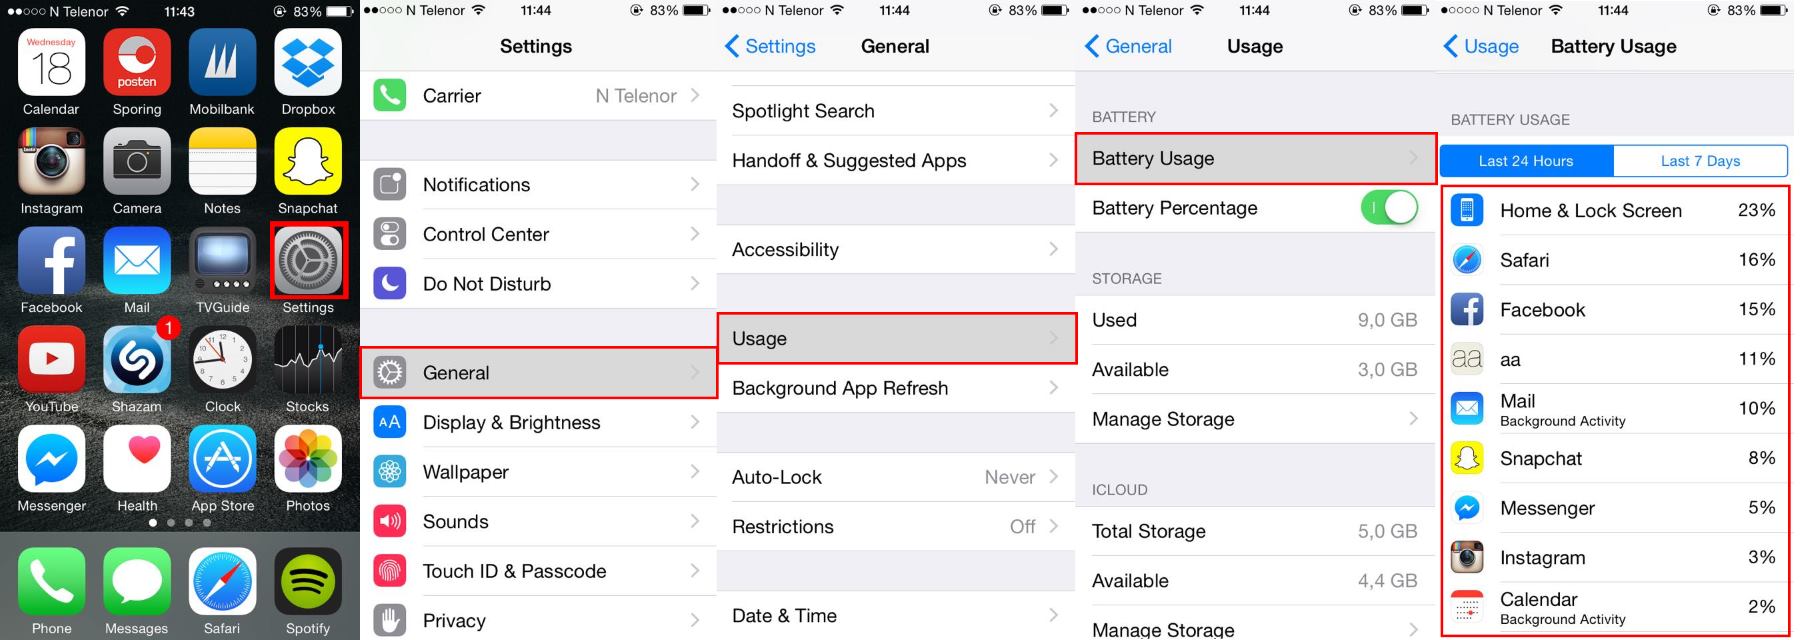 N Telenor 11:43 83%
Wednesday
18
posten
Calendar Sporing Mobilbank Dropbox
Instagram Camera Notes Snapchat
Facebook Mail TVGuide Settings
1
YouTube Shazam Clock Stocks
Messenger Health App Store Photos
Phone Messages Safari Spotify
N Telenor 11:44 83%
Settings
Carrier N Telenor
Notifications
Control Center
Do Not Disturb
General
AA Display & Brightness
Wallpaper
Sounds
Touch ID & Passcode
Privacy
N Telenor 11:44 83%
Settings General
Spotlight Search
Handoff & Suggested Apps
Accessibility
Usage
Background App Refresh
Auto-Lock Never
Restrictions Off
Date & Time
N Telenor 11:44 83%
General Usage
BATTERY
Battery Usage
Battery Percentage
STORAGE
Used 9,0 GB
Available 3,0 GB
Manage Storage
ICLOUD
Total Storage 5,0 GB
Available 4,4 GB
Manage Storage
N Telenor 11:44 83%
Usage Battery Usage
BATTERY USAGE
Last 24 Hours Last 7 Days
Home & Lock Screen 23%
Safari 16%
Facebook 15%
aa aa 11%
Mail 10%
Background Activity
Snapchat 8%
Messenger 5%
Instagram 3%
Calendar 2%
Background Activity